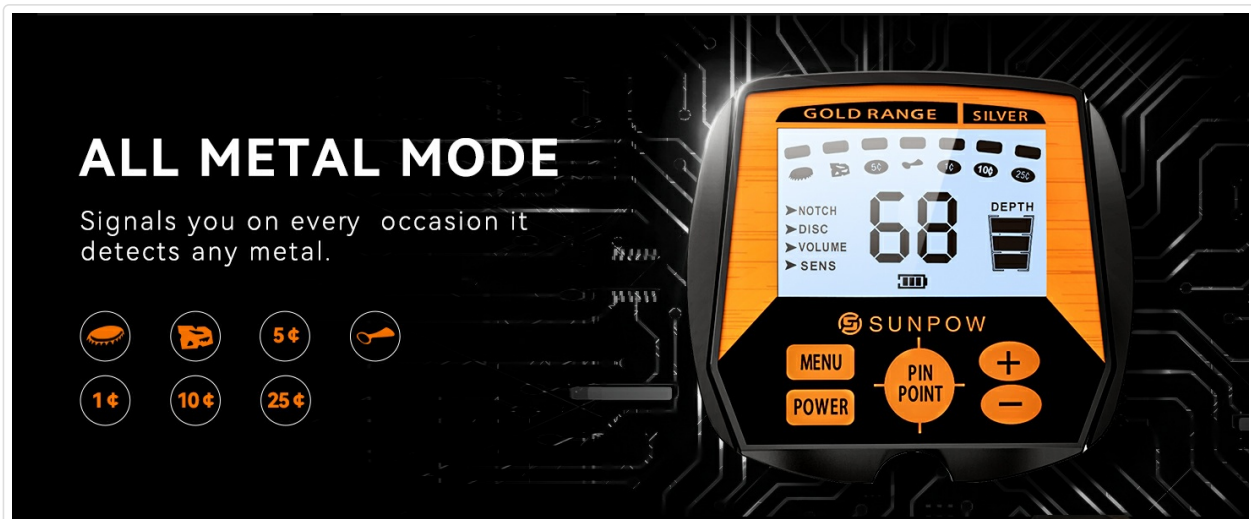 ALL METAL MODE
Signals you on every occasion it
detects any metal.
5¢
1¢ 10¢ 25¢
GOLD RANGE SILVER
5¢ 1¢ 10¢ 25¢
NOTCH
DISC
VOLUME
SENS
68
DEPTH
SUNPOW
MENU
POWER
PIN
POINT
+
−